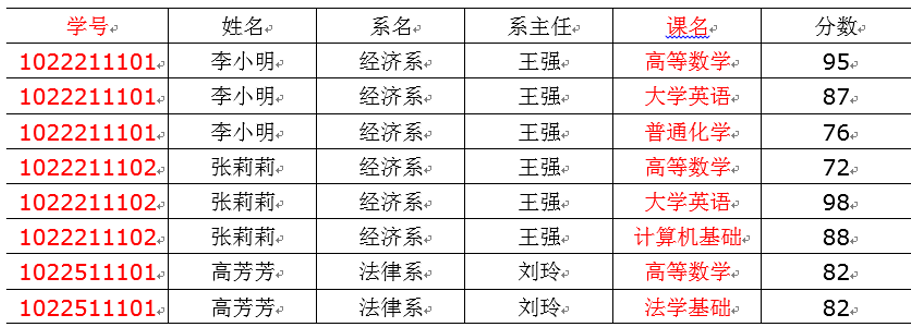 学号 姓名 系名 系主任 课名 分数
1022211101 李小明 经济系 王强 高等数学 95
1022211101 李小明 经济系 王强 大学英语 87
1022211101 李小明 经济系 王强 普通化学 76
1022211102 张莉莉 经济系 王强 高等数学 72
1022211102 张莉莉 经济系 王强 大学英语 98
1022211102 张莉莉 经济系 王强 计算机基础 88
1022511101 高芳芳 法律系 刘玲 高等数学 82
1022511101 高芳芳 法律系 刘玲 法学基础 82